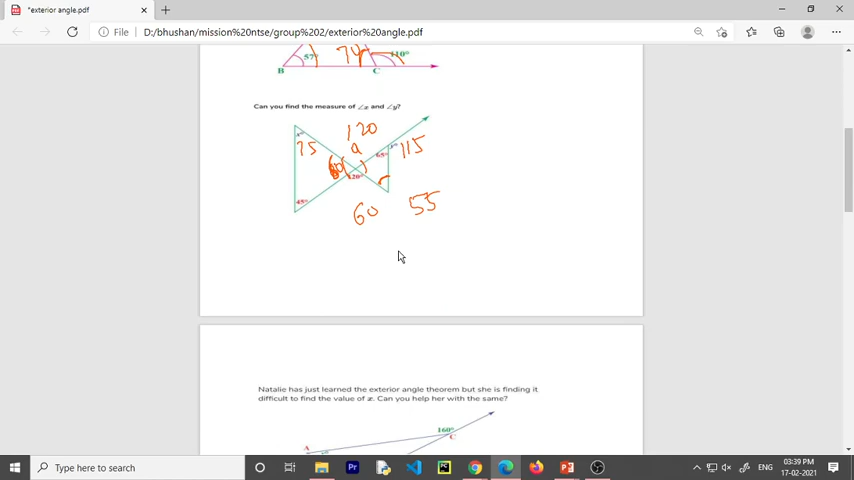 *exterior angle.pdf
File
D:/bhushan/mission%20ntse/group%202/exterior%20angle.pdf
57°
74
110°
B
C
Can you find the measure of ∠x and ∠y?
120
x°
75
a
y°
65°
115
60
120°
45°
60
55
Natalie has just learned the exterior angle theorem but she is finding it
difficult to find the value of x. Can you help her with the same?
160°
C
A
Type here to search
ENG
03:39 PM
17-02-2021